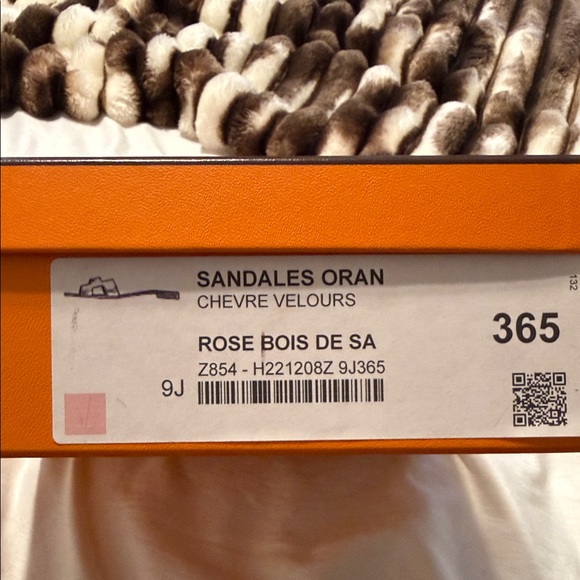 SANDALES ORAN
CHEVRE VELOURS
ROSE BOIS DE SA
Z854 - H221208Z 9J365
9J
365
132